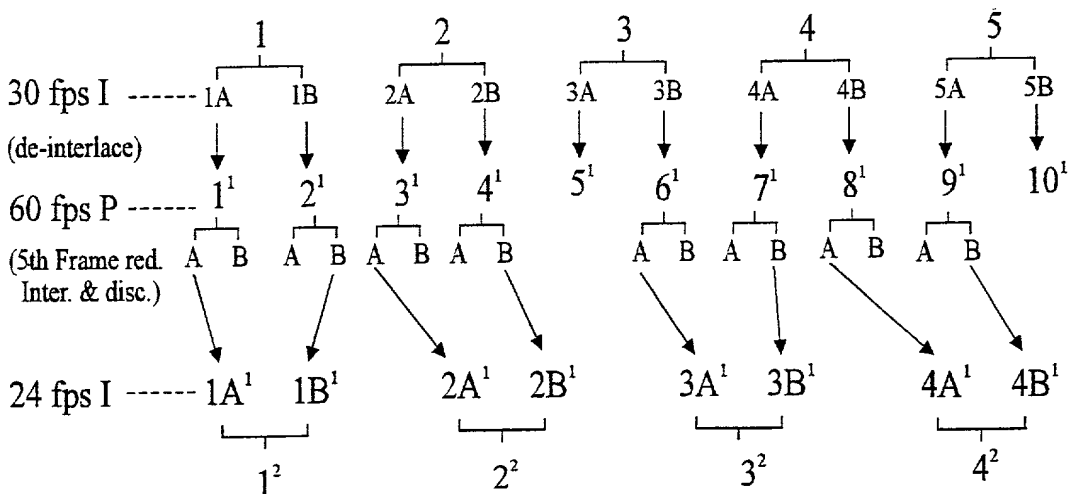 1 2 3 4 5
30 fps I ------ 1A 1B 2A 2B 3A 3B 4A 4B 5A 5B
(de-interlace)
60 fps P ------ 1¹ 2¹ 3¹ 4¹ 5¹ 6¹ 7¹ 8¹ 9¹ 10¹
(5th Frame red. A B A B A B A B A B A B A B A B
Inter. & disc.)
24 fps I ------ 1A¹ 1B¹ 2A¹ 2B¹ 3A¹ 3B¹ 4A¹ 4B¹
1² 2² 3² 4²